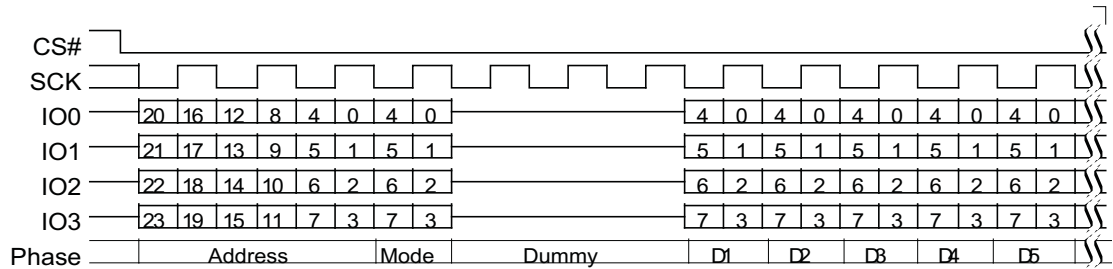 CS#
SCK
IO0 20 16 12 8 4 0 4 0 4 0 4 0 4 0 4 0 4 0
IO1 21 17 13 9 5 1 5 1 5 1 5 1 5 1 5 1 5 1
IO2 22 18 14 10 6 2 6 2 6 2 6 2 6 2 6 2 6 2
IO3 23 19 15 11 7 3 7 3 7 3 7 3 7 3 7 3 7 3
Phase Address Mode Dummy D1 D2 D3 D4 D5